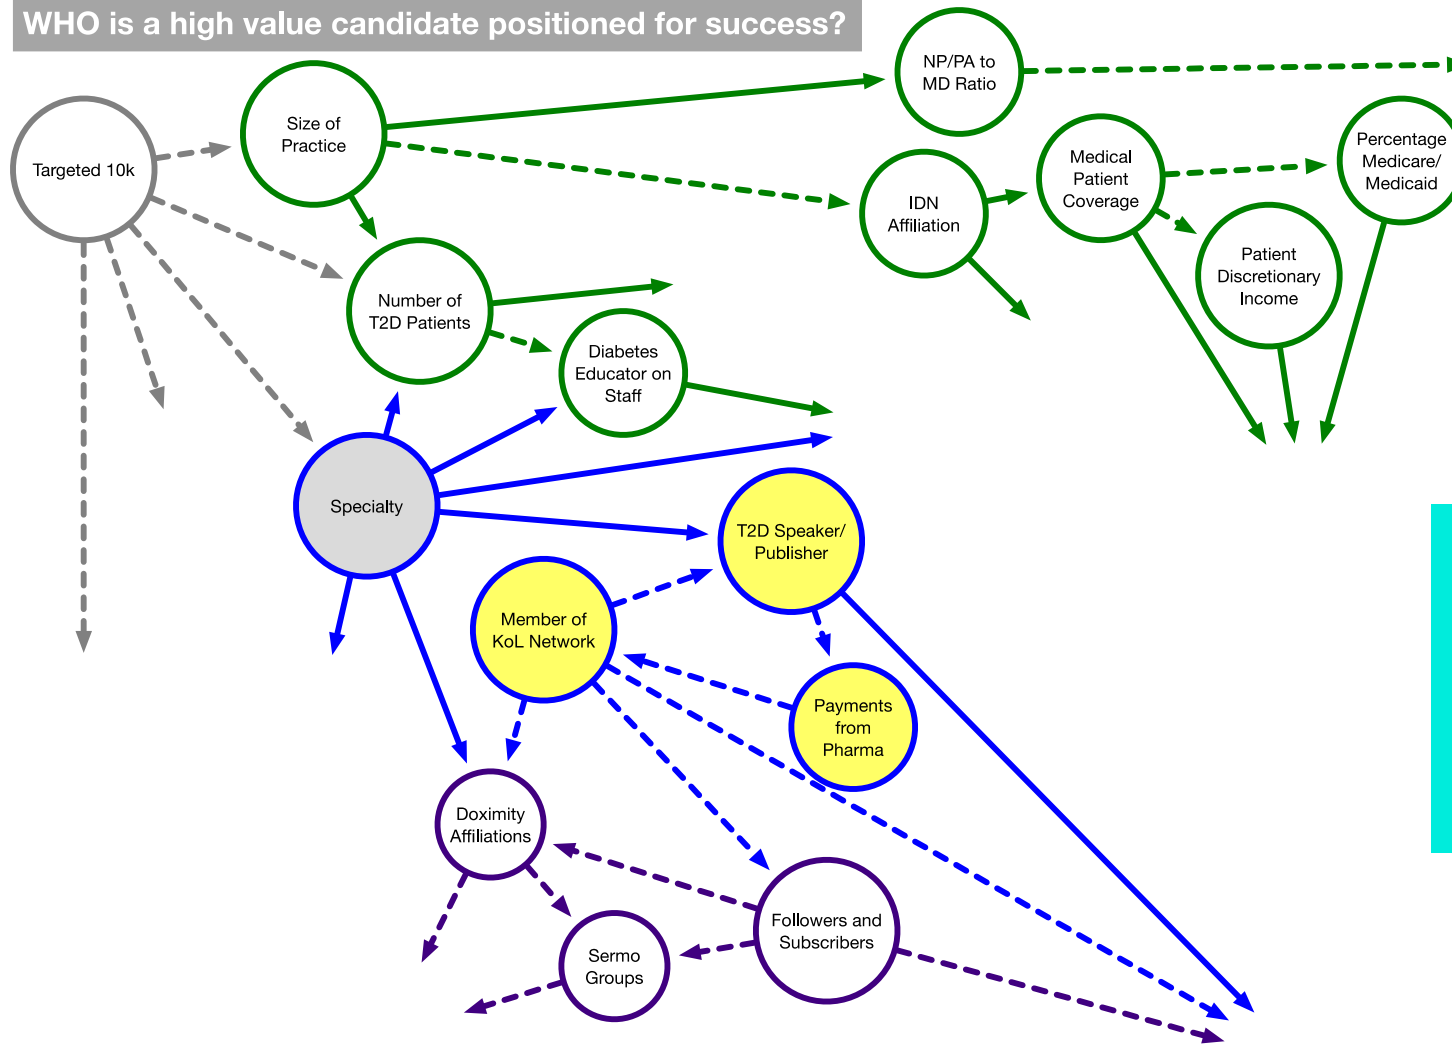 WHO is a high value candidate positioned for success?
NP/PA to
MD Ratio
Size of
Practice
Targeted 10k
Medical
Patient
Coverage
Percentage
Medicare/
Medicaid
IDN
Affiliation
Patient
Discretionary
Income
Number of
T2D Patients
Diabetes
Educator on
Staff
Specialty
T2D Speaker/
Publisher
Member of
KoL Network
Payments
from
Pharma
Doximity
Affiliations
Followers and
Subscribers
Sermo
Groups